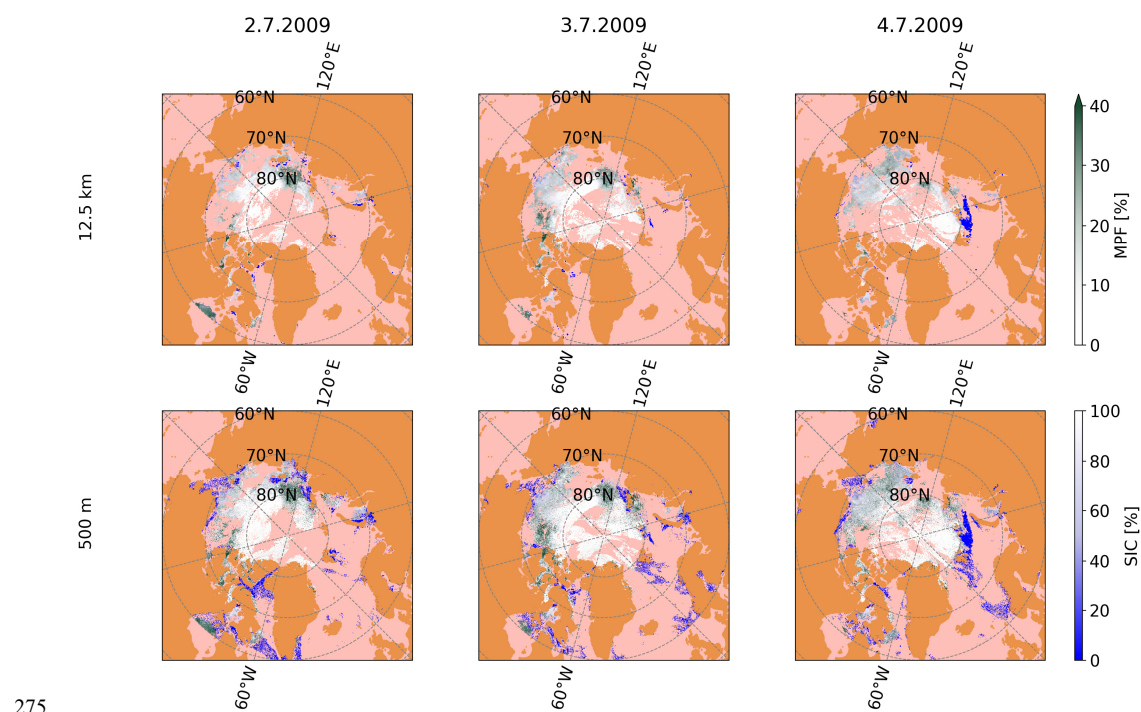 2.7.2009 3.7.2009 4.7.2009
120°E 120°E 120°E
60°N 60°N 60°N
70°N 70°N 70°N
80°N 80°N 80°N
12.5 km
60°W 60°W 60°W
40
30
20
10
0
MPF [%]
120°E 120°E 120°E
60°N 60°N 60°N
70°N 70°N 70°N
80°N 80°N 80°N
500 m
60°W 60°W 60°W
100
80
60
40
20
0
SIC [%]
275